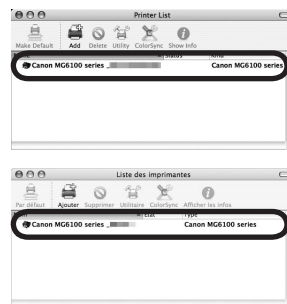 Printer List
Make Default Add Delete Utility ColorSync Show Info
Status Kind
Canon MG6100 series _ Canon MG6100 series
Liste des imprimantes
Par défaut Ajouter Supprimer Utilitaire ColorSync Afficher les infos
État Type
Canon MG6100 series _ Canon MG6100 series